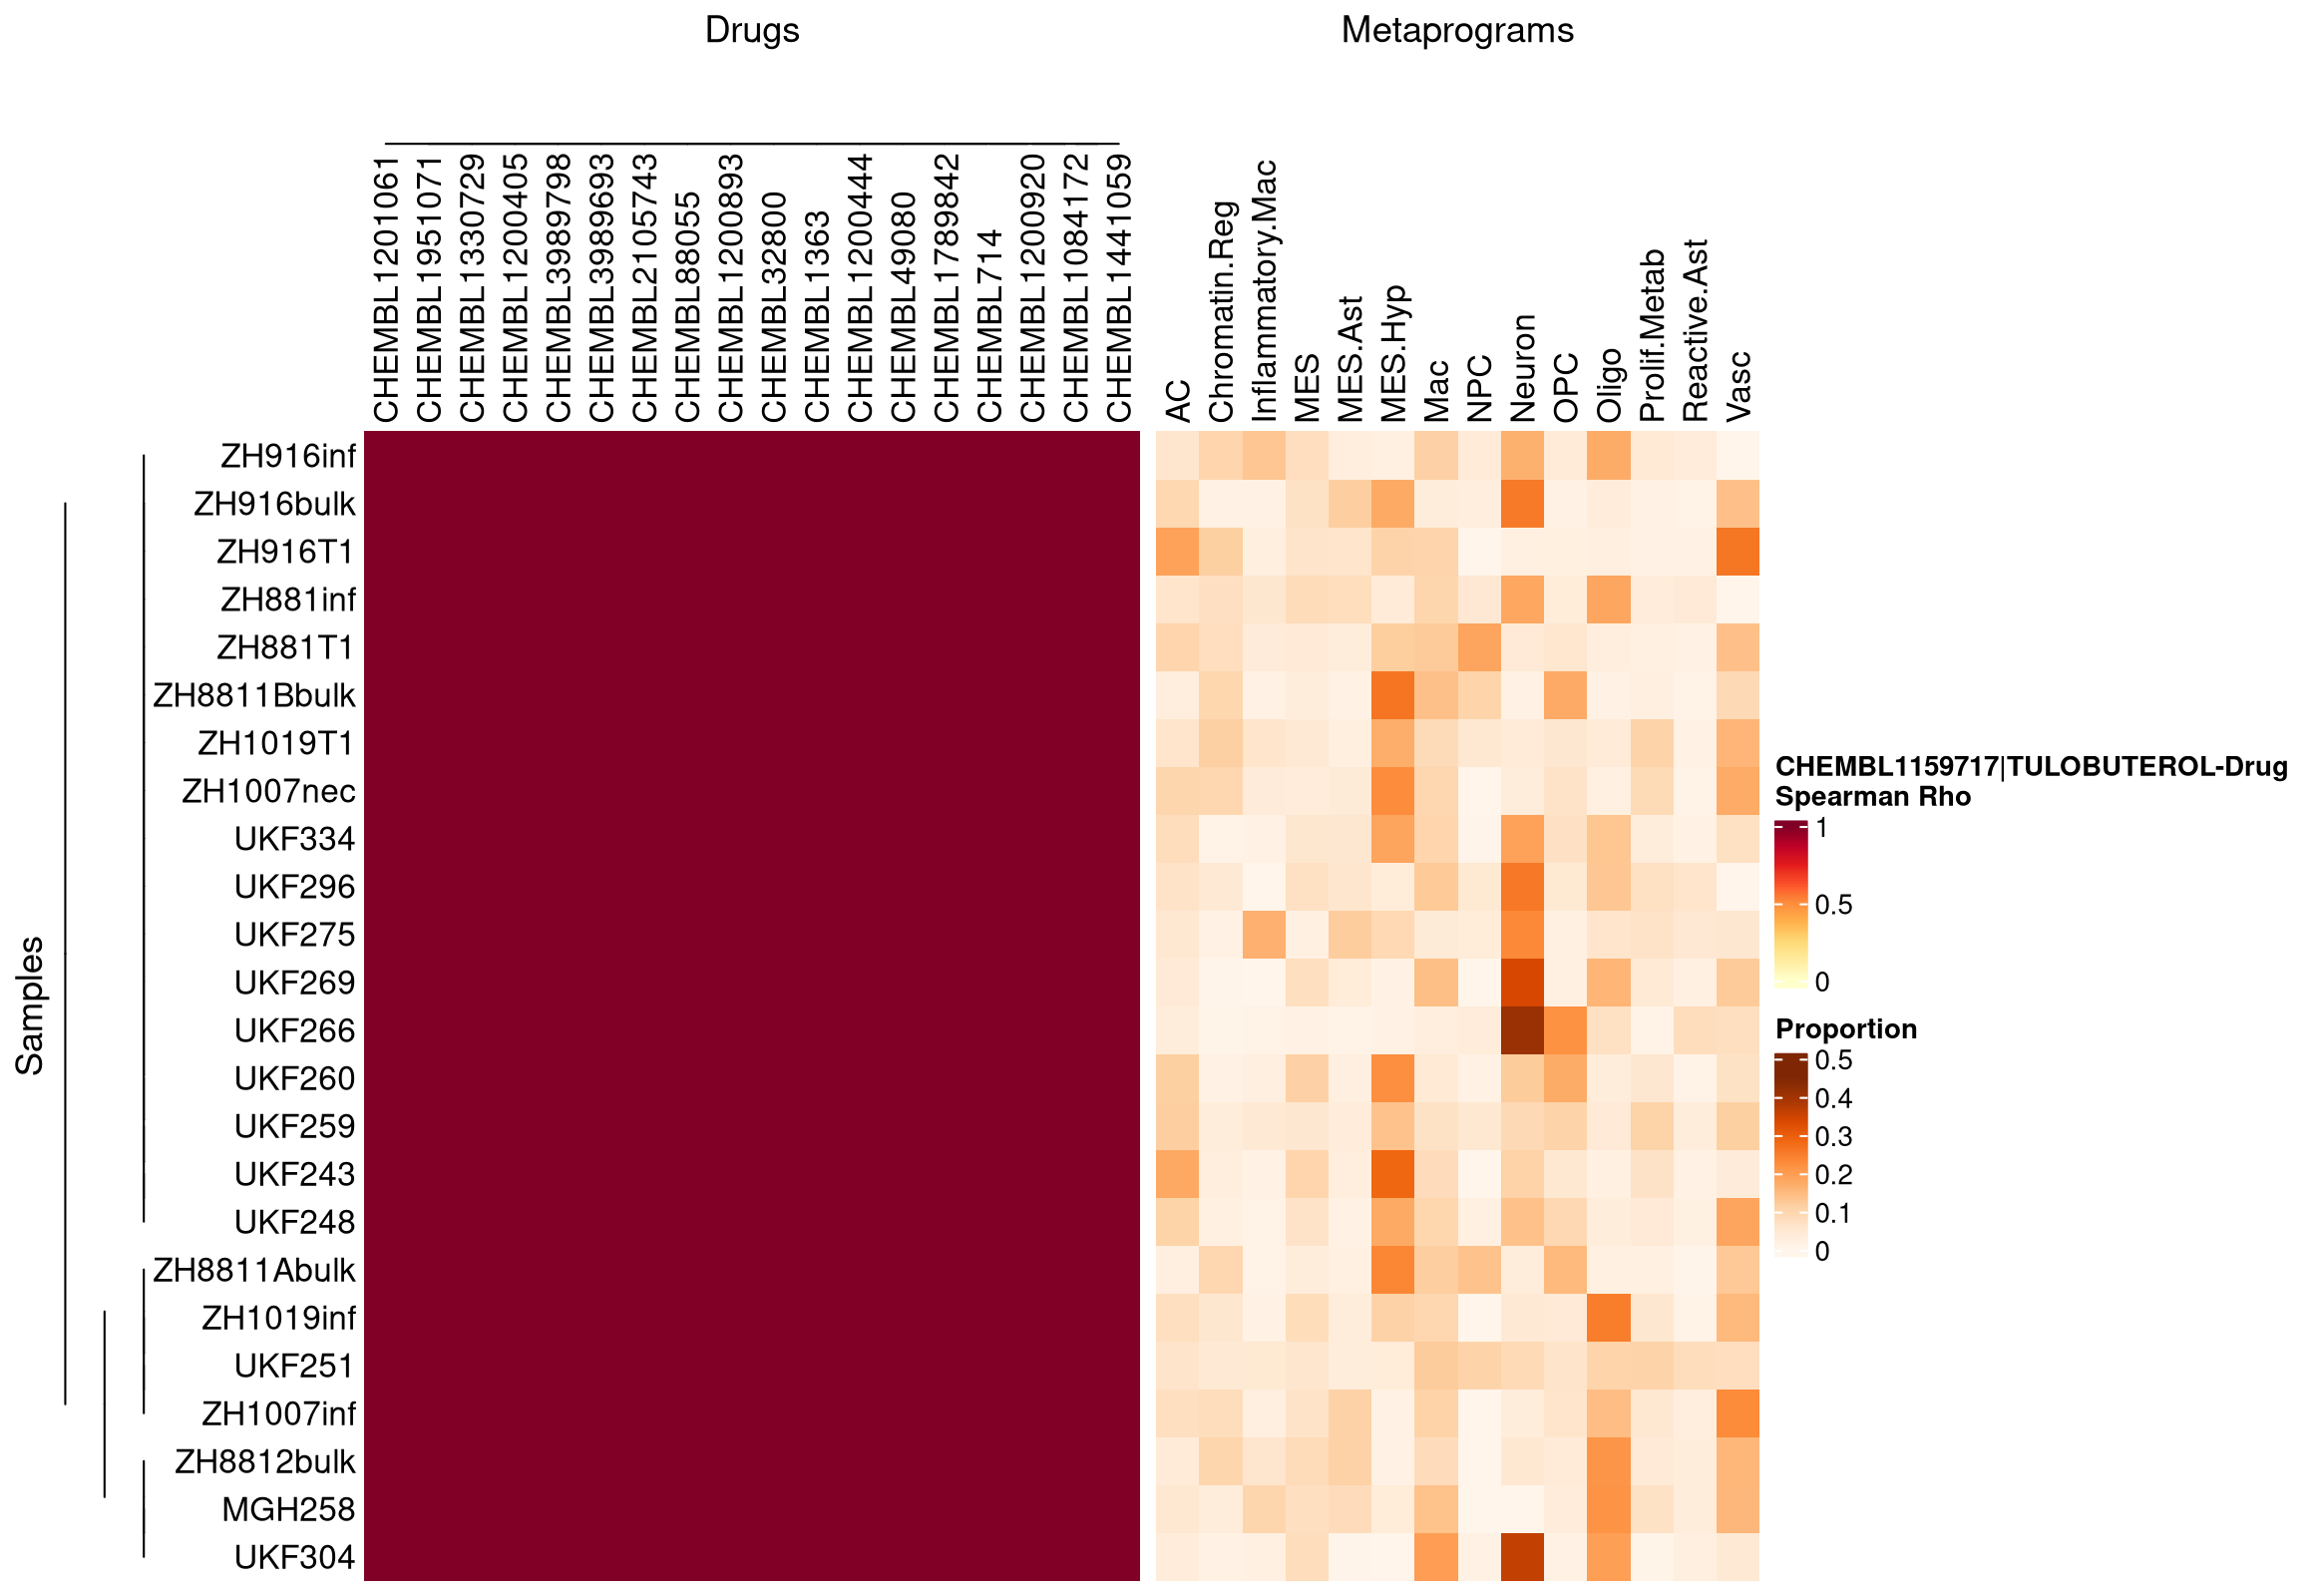 Drugs
Metaprograms
CHEMBL1201061
CHEMBL1951071
CHEMBL13307729
CHEMBL1200405
CHEMBL3989798
CHEMBL3989693
CHEMBL2105743
CHEMBL88055
CHEMBL1200893
CHEMBL32800
CHEMBL1363
CHEMBL1200444
CHEMBL49080
CHEMBL1789842
CHEMBL714
CHEMBL1200920
CHEMBL1084172
CHEMBL1441059
AC
Chromatin.Reg
Inflammatory.Mac
MES
MES.Ast
MES.Hyp
Mac
NPC
Neuron
OPC
Oligo
Prolif.Metab
Reactive.Ast
Vasc
Samples
ZH916inf
ZH916bulk
ZH916T1
ZH881inf
ZH881T1
ZH8811Bbulk
ZH1019T1
ZH1007nec
UKF334
UKF296
UKF275
UKF269
UKF266
UKF260
UKF259
UKF243
UKF248
ZH8811Abulk
ZH1019inf
UKF251
ZH1007inf
ZH8812bulk
MGH258
UKF304
CHEMBL1159717|TULOBUTEROL-Drug
Spearman Rho
1
0.5
0
Proportion
0.5
0.4
0.3
0.2
0.1
0